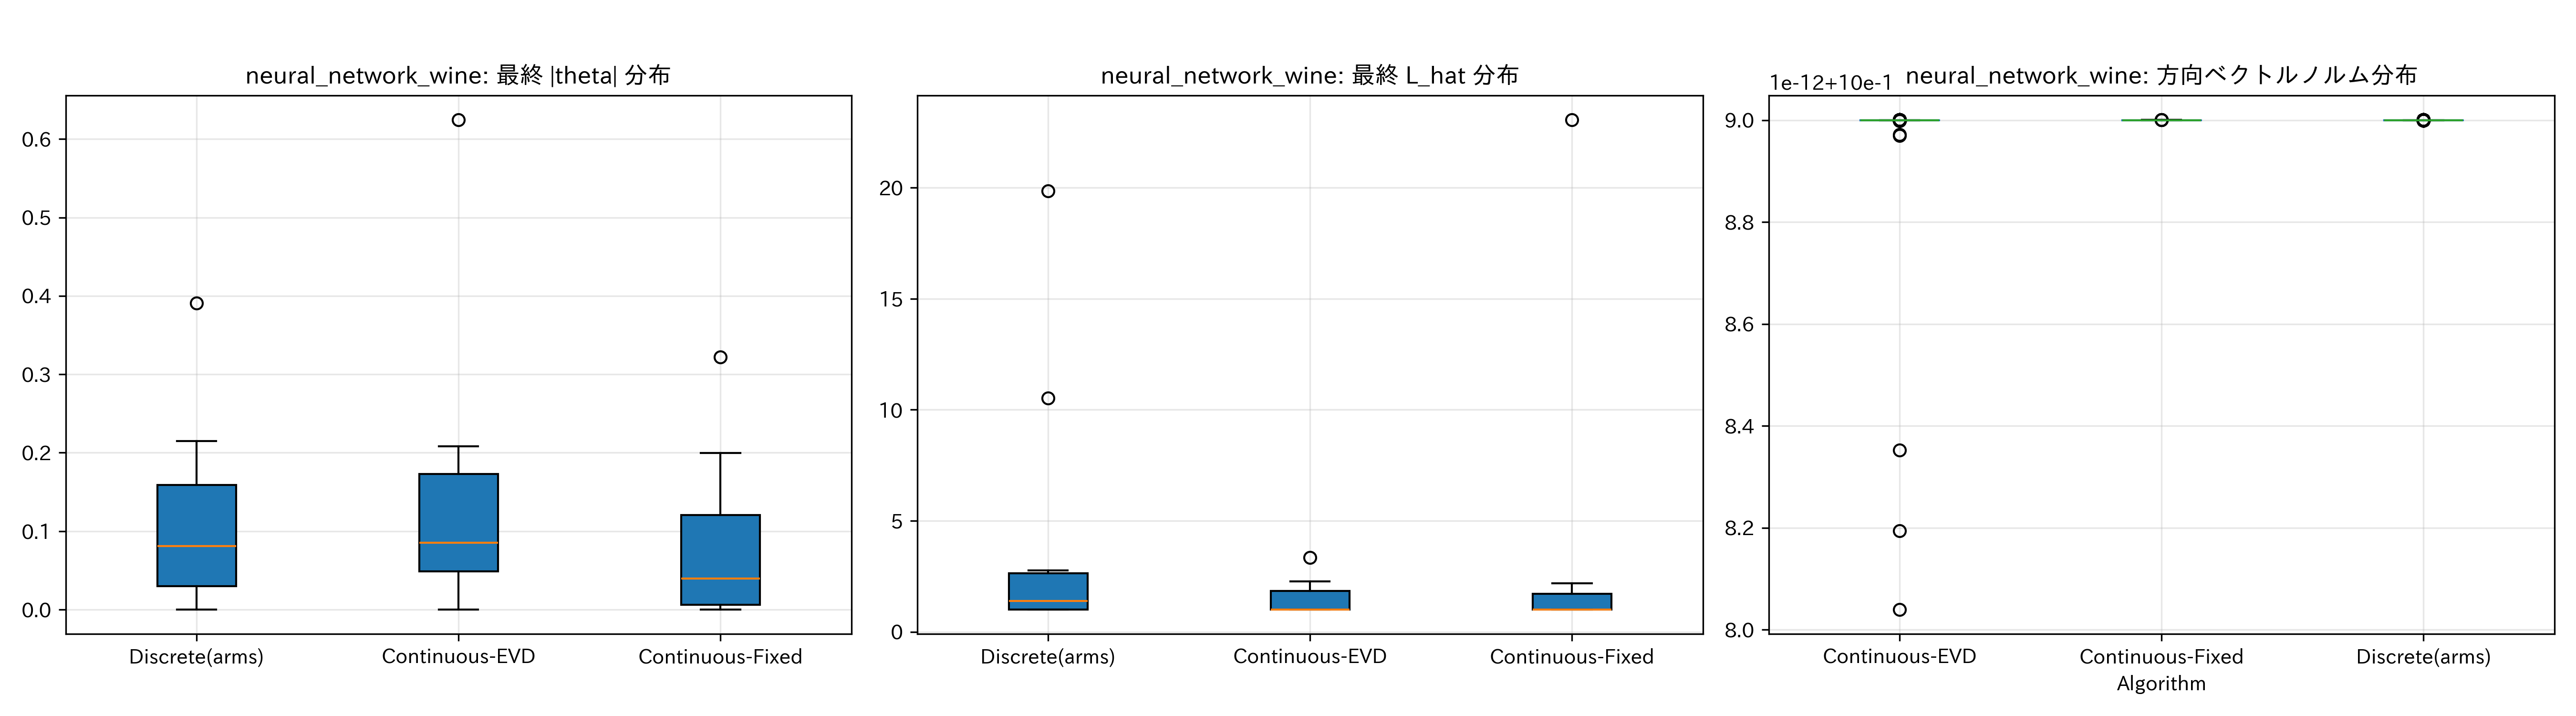 neural_network_wine: 最終 |theta| 分布
0.6
0.5
0.4
0.3
0.2
0.1
0.0
Discrete(arms) Continuous-EVD Continuous-Fixed
neural_network_wine: 最終 L_hat 分布
20
15
10
5
0
Discrete(arms) Continuous-EVD Continuous-Fixed
1e-12+10e-1 neural_network_wine: 方向ベクトルノルム分布
9.0
8.8
8.6
8.4
8.2
8.0
Continuous-EVD Continuous-Fixed Discrete(arms)
Algorithm